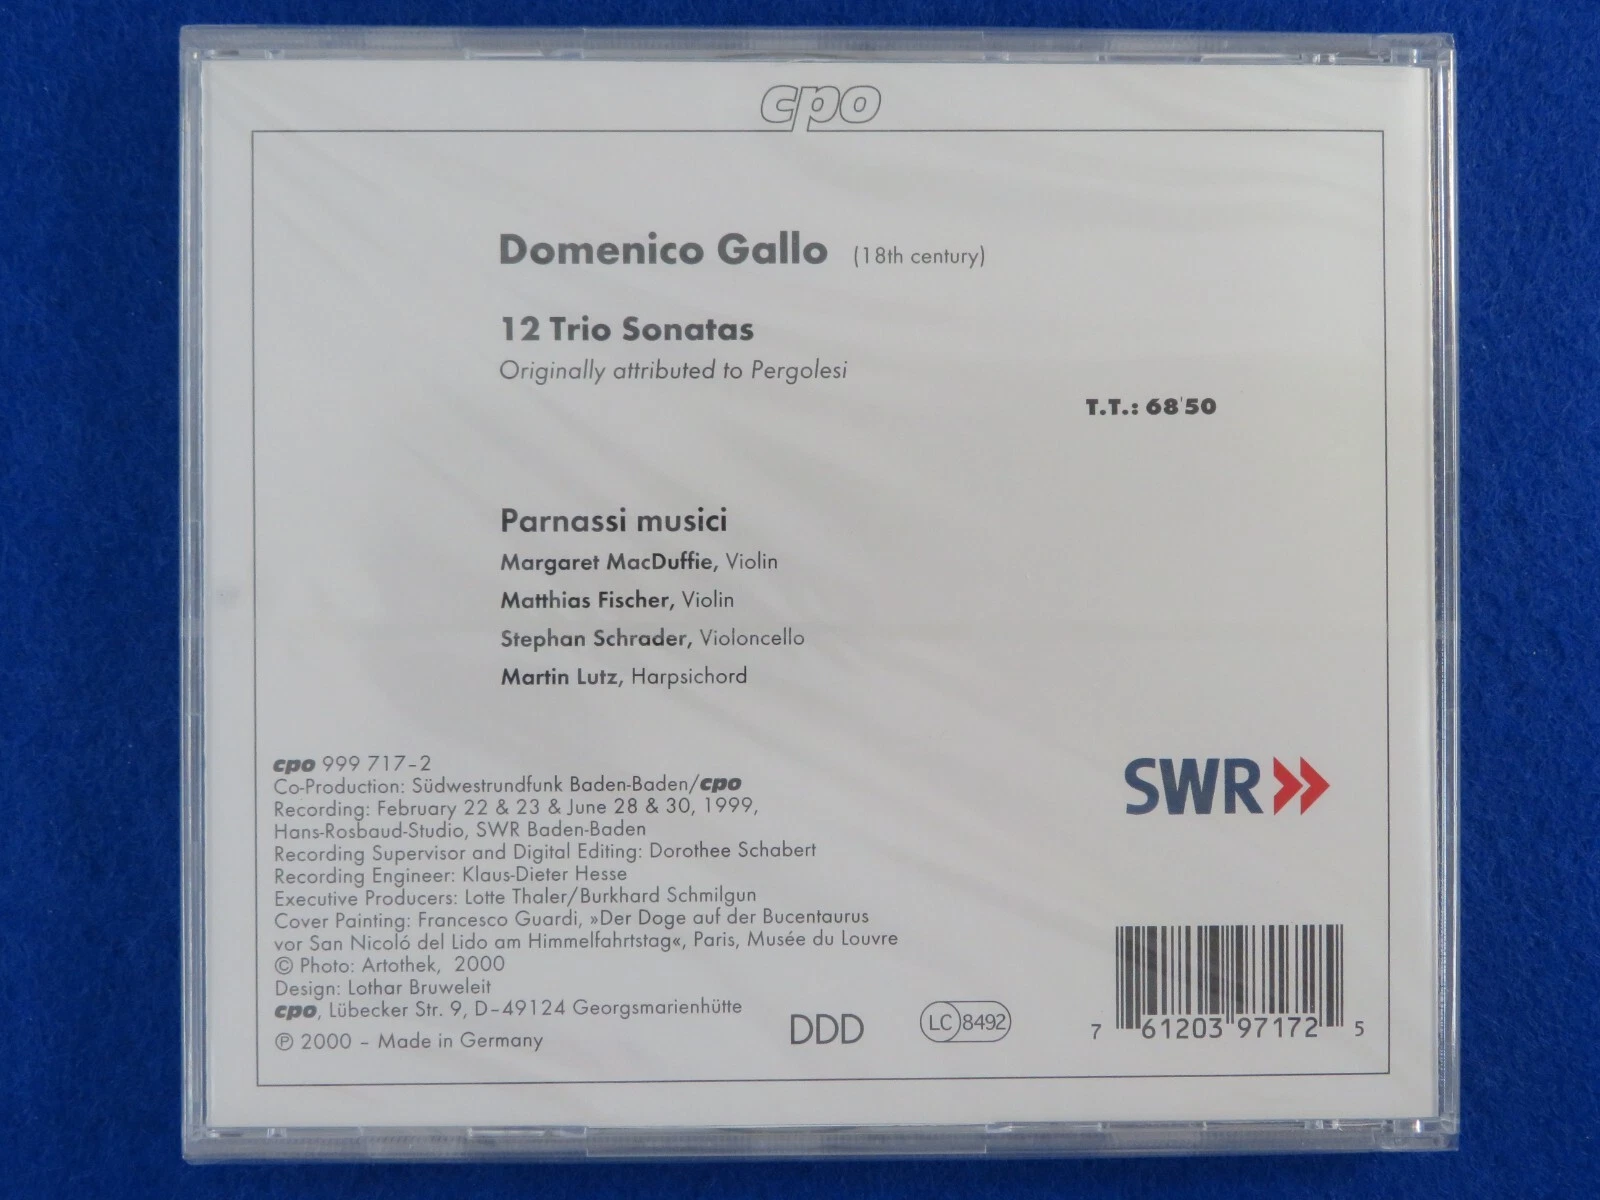 cpo
Domenico Gallo (18th century)
12 Trio Sonatas
Originally attributed to Pergolesi
T.T.: 68'50
Parnassi musici
Margaret MacDuffie, Violin
Matthias Fischer, Violin
Stephan Schrader, Violoncello
Martin Lutz, Harpsichord
cpo 999 717-2
Co-Production: Südwestrundfunk Baden-Baden/cpo
Recording: February 22 & 23 & June 28 & 30, 1999,
Hans-Rosbaud-Studio, SWR Baden-Baden
Recording Supervisor and Digital Editing: Dorothee Schabert
Recording Engineer: Klaus-Dieter Hesse
Executive Producers: Lotte Thaler/Burkhard Schmilgun
Cover Painting: Francesco Guardi, »Der Doge auf der Bucentaurus
vor San Nicoló del Lido am Himmelfahrtstag«, Paris, Musée du Louvre
© Photo: Artothek, 2000
Design: Lothar Bruweleit
cpo, Lübecker Str. 9, D-49124 Georgsmarienhütte
℗ 2000 - Made in Germany
SWR
DDD
LC 8492
7 61203 97172 5